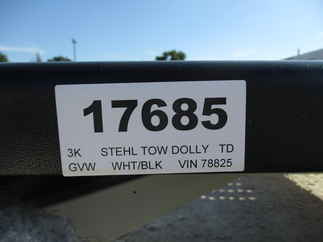 17685
3K STEHL TOW DOLLY TD
GVW WHT/BLK VIN 78825